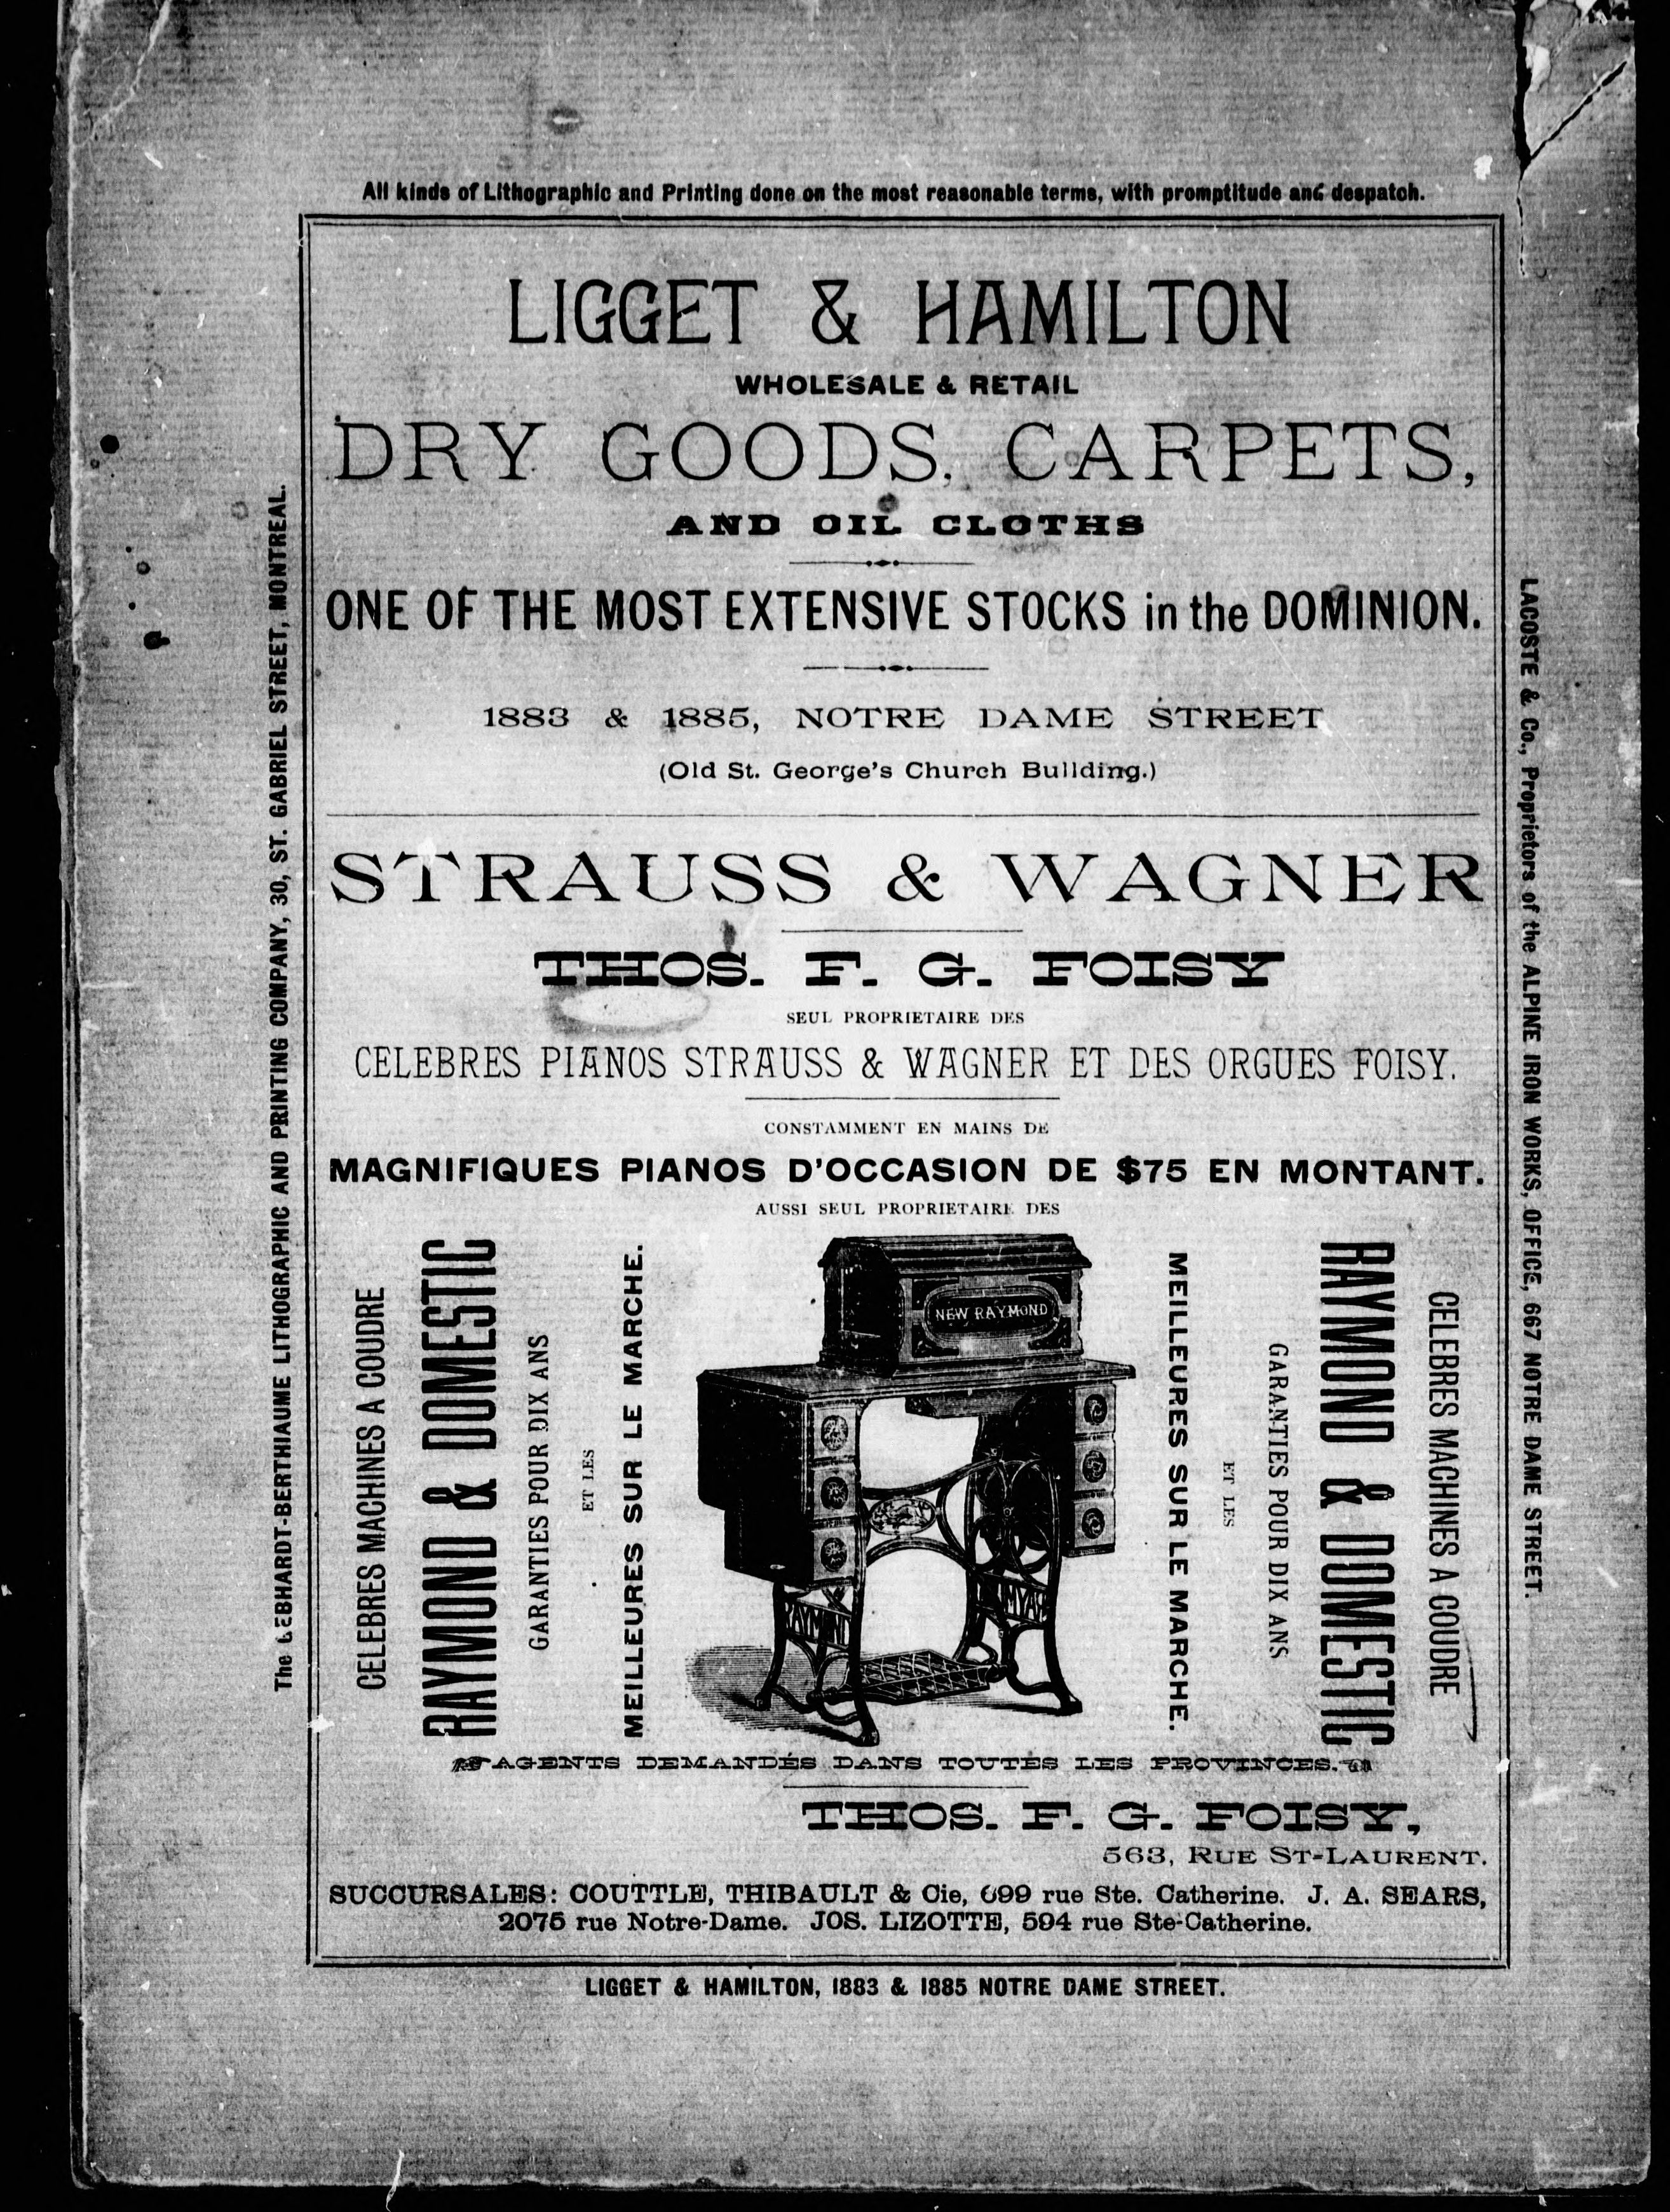 All kinds of Lithographic and Printing done on the most reasonable terms, with promptitude and despatch.
LIGGET & HAMILTON
WHOLESALE & RETAIL
DRY GOODS, CARPETS,
AND OIL CLOTHS
ONE OF THE MOST EXTENSIVE STOCKS in the DOMINION.
1883 & 1885, NOTRE DAME STREET
(Old St. George's Church Building.)
STRAUSS & WAGNER
THOS. F. G. FOISY
SEUL PROPRIETAIRE DES
CELEBRES PIANOS STRAUSS & WAGNER ET DES ORGUES FOISY.
CONSTAMMENT EN MAINS DE
MAGNIFIQUES PIANOS D'OCCASION DE $75 EN MONTANT.
AUSSI SEUL PROPRIETAIRE DES
CELEBRES MACHINES A COUDRE
RAYMOND & DOMESTIC
GARANTIES POUR DIX ANS
ET LES
MEILLEURES SUR LE MARCHE.
NEW RAYMOND
RAYMOND
MEILLEURES SUR LE MARCHE.
ET LES
GARANTIES POUR DIX ANS
RAYMOND & DOMESTIC
CELEBRES MACHINES A COUDRE
AGENTS DEMANDÉS DANS TOUTES LES PROVINCES.
THOS. F. G. FOISY,
563, RUE ST-LAURENT.
SUCCURSALES: COUTTLE, THIBAULT & Cie, 699 rue Ste. Catherine. J. A. SEARS,
2075 rue Notre-Dame. JOS. LIZOTTE, 594 rue Ste-Catherine.
LIGGET & HAMILTON, 1883 & 1885 NOTRE DAME STREET.
The LEBHARDT-BERTHIAUME LITHOGRAPHIC AND PRINTING COMPANY, 30, ST. GABRIEL STREET, MONTREAL.
LACOSTE & Co., Proprietors of the ALPINE IRON WORKS, OFFICE, 667 NOTRE DAME STREET.